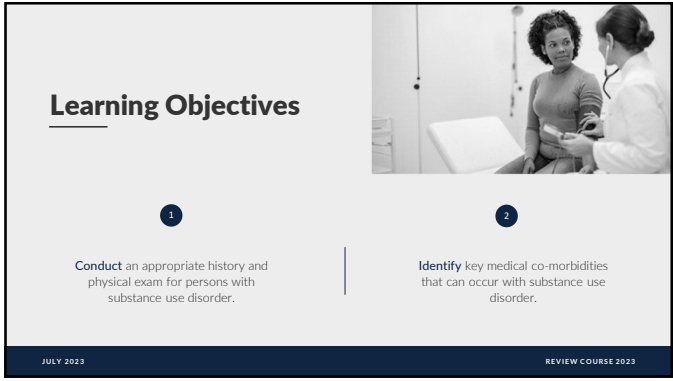 Learning Objectives
1
Conduct an appropriate history and
physical exam for persons with
substance use disorder.
2
Identify key medical co-morbidities
that can occur with substance use
disorder.
JULY 2023
REVIEW COURSE 2023